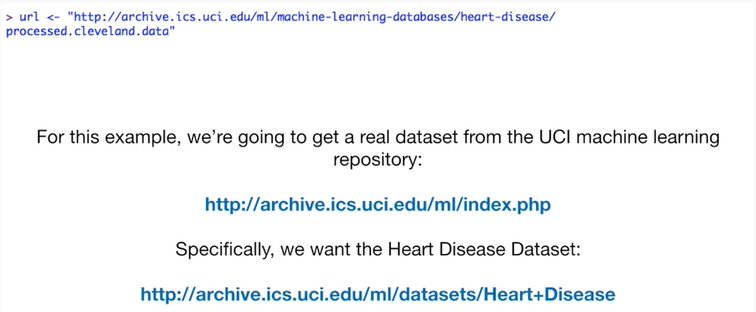 > url <- "http://archive.ics.uci.edu/ml/machine-learning-databases/heart-disease/
processed.cleveland.data"
For this example, we're going to get a real dataset from the UCI machine learning
repository:
http://archive.ics.uci.edu/ml/index.php
Specifically, we want the Heart Disease Dataset:
http://archive.ics.uci.edu/ml/datasets/Heart+Disease